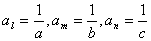 a_l = 1/a, a_m = 1/b, a_n = 1/c